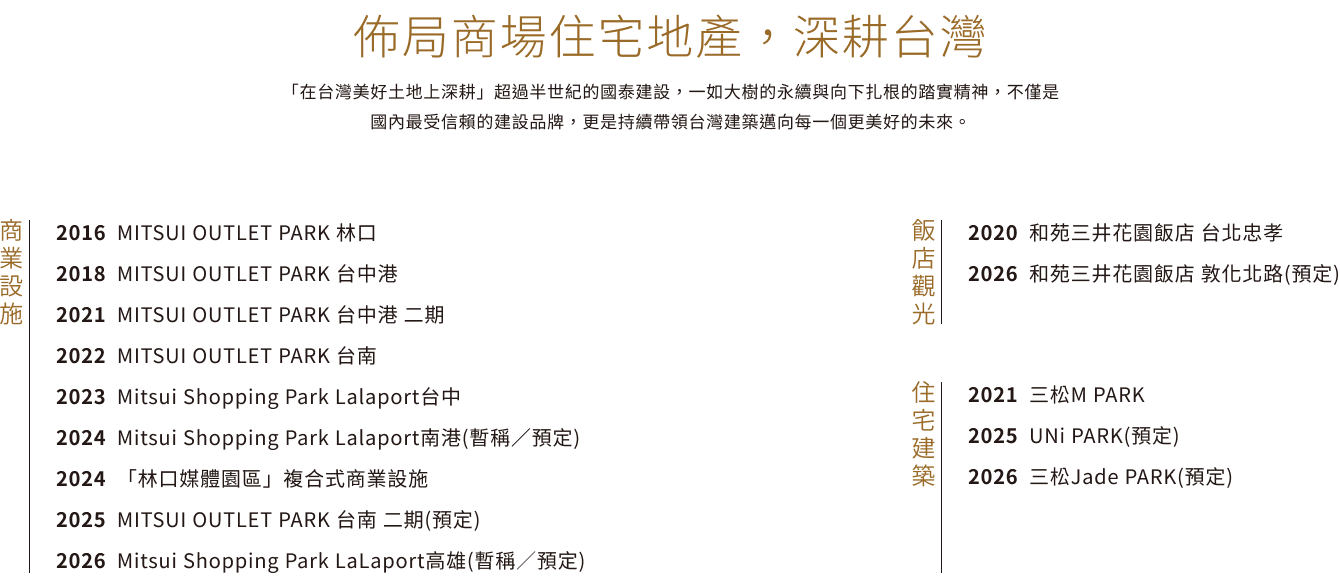 佈局商場住宅地產，深耕台灣
「在台灣美好土地上深耕」超過半世紀的國泰建設，一如大樹的永續與向下扎根的踏實精神，不僅是
國內最受信賴的建設品牌，更是持續帶領台灣建築邁向每一個更美好的未來。
商業設施
2016 MITSUI OUTLET PARK 林口
2018 MITSUI OUTLET PARK 台中港
2021 MITSUI OUTLET PARK 台中港 二期
2022 MITSUI OUTLET PARK 台南
2023 Mitsui Shopping Park Lalaport台中
2024 Mitsui Shopping Park Lalaport南港(暫稱／預定)
2024 「林口媒體園區」複合式商業設施
2025 MITSUI OUTLET PARK 台南 二期(預定)
2026 Mitsui Shopping Park LaLaport高雄(暫稱／預定)
飯店觀光
2020 和苑三井花園飯店 台北忠孝
2026 和苑三井花園飯店 敦化北路(預定)
住宅建築
2021 三松M PARK
2025 UNi PARK(預定)
2026 三松Jade PARK(預定)